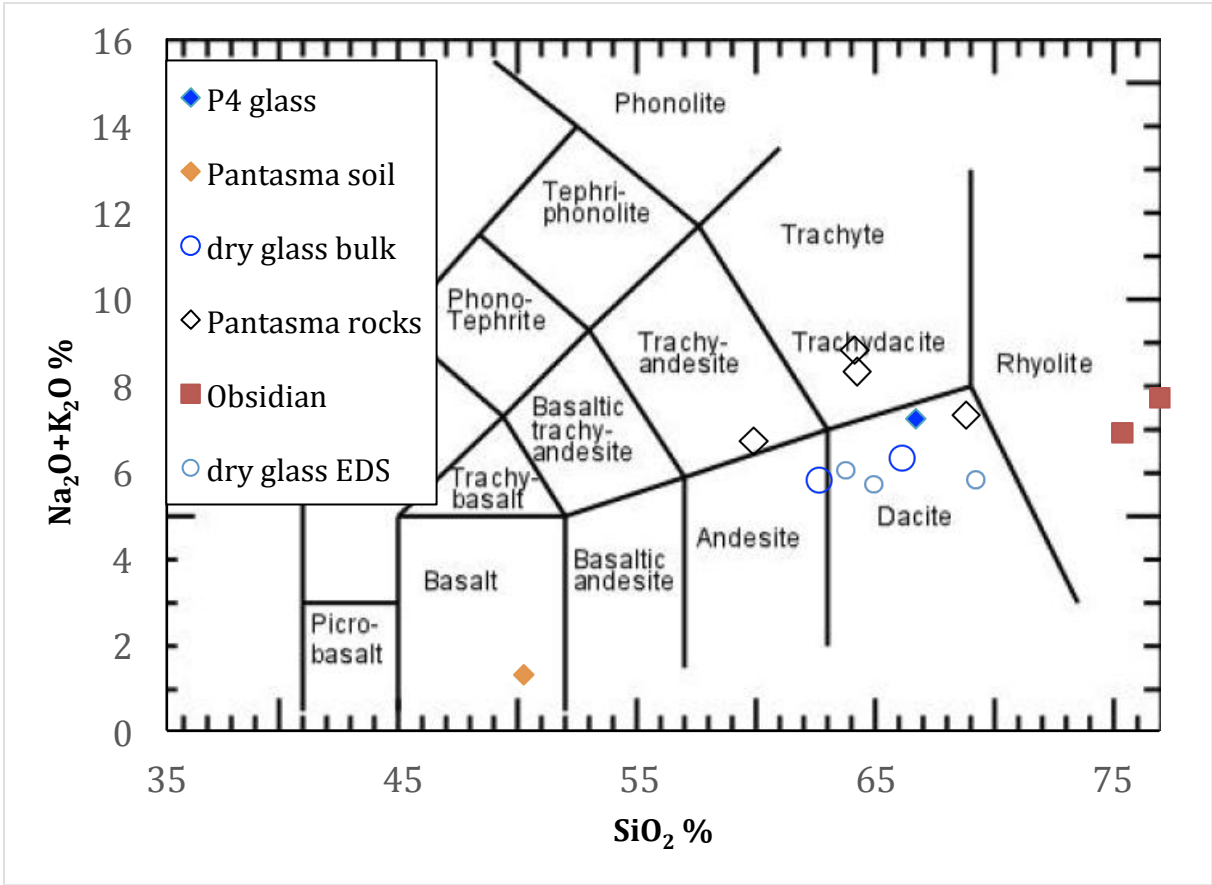 16
14
12
10
8
6
4
2
0
Na₂O+K₂O %
P4 glass
Pantasma soil
dry glass bulk
Pantasma rocks
Obsidian
dry glass EDS
Phonolite
Tephri-
phonolite
Trachyte
Phono-
Tephrite
Trachy-
andesite
Trachydacite
Rhyolite
Basaltic
trachy-
andesite
Trachy-
basalt
Dacite
Andesite
Basaltic
andesite
Basalt
Picro-
basalt
35
45
55
65
75
SiO₂ %